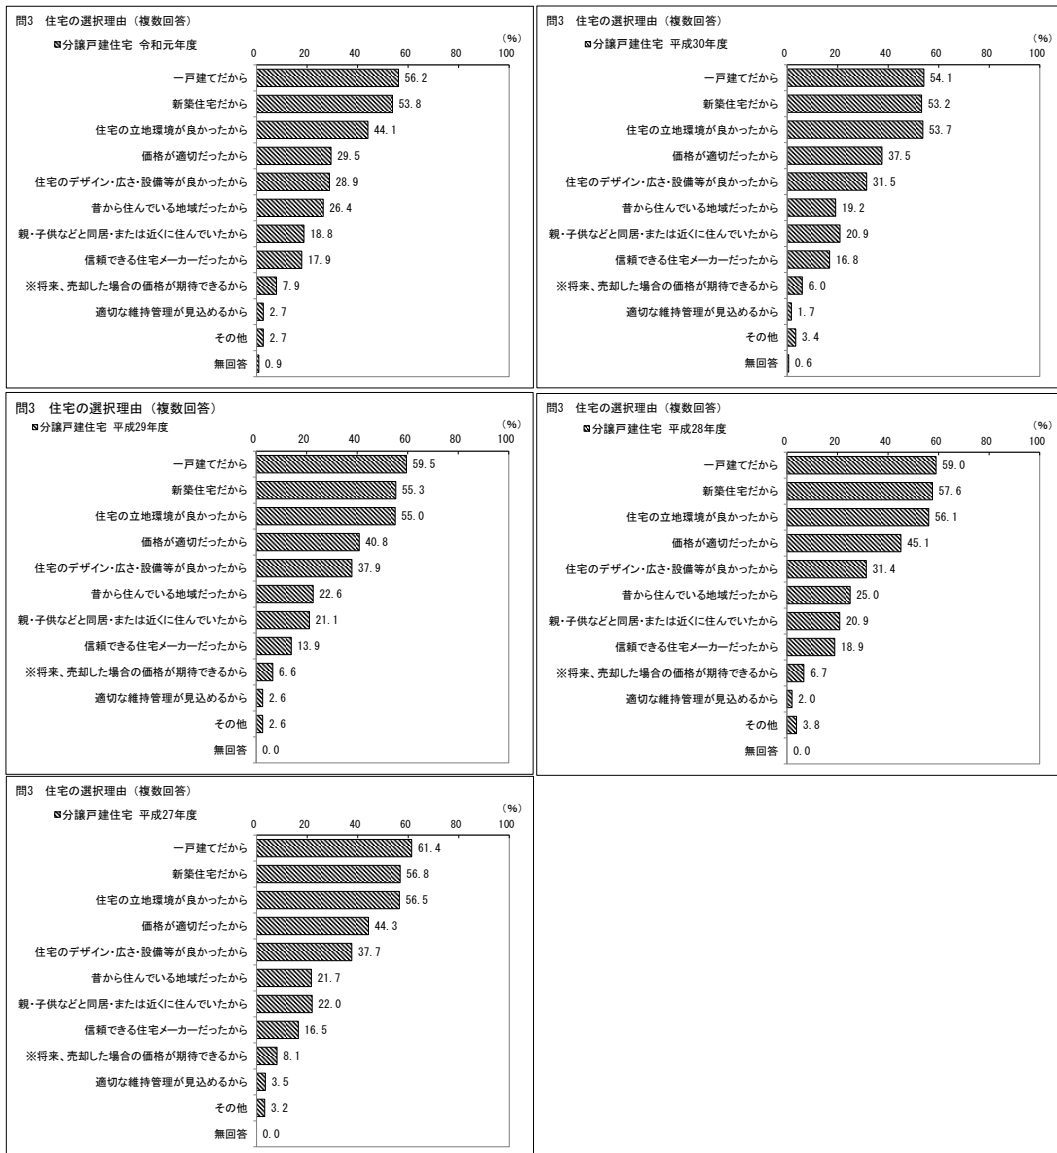 問3 住宅の選択理由（複数回答）
分譲戸建住宅 令和元年度
（%）
0 20 40 60 80 100
一戸建てだから 56.2
新築住宅だから 53.8
住宅の立地環境が良かったから 44.1
価格が適切だったから 29.5
住宅のデザイン・広さ・設備等が良かったから 28.9
昔から住んでいる地域だったから 26.4
親・子供などと同居・または近くに住んでいたから 18.8
信頼できる住宅メーカーだったから 17.9
※将来、売却した場合の価格が期待できるから 7.9
適切な維持管理が見込めるから 2.7
その他 2.7
無回答 0.9
問3 住宅の選択理由（複数回答）
分譲戸建住宅 平成30年度
（%）
0 20 40 60 80 100
一戸建てだから 54.1
新築住宅だから 53.2
住宅の立地環境が良かったから 53.7
価格が適切だったから 37.5
住宅のデザイン・広さ・設備等が良かったから 31.5
昔から住んでいる地域だったから 19.2
親・子供などと同居・または近くに住んでいたから 20.9
信頼できる住宅メーカーだったから 16.8
※将来、売却した場合の価格が期待できるから 6.0
適切な維持管理が見込めるから 1.7
その他 3.4
無回答 0.6
問3 住宅の選択理由（複数回答）
分譲戸建住宅 平成29年度
（%）
0 20 40 60 80 100
一戸建てだから 59.5
新築住宅だから 55.3
住宅の立地環境が良かったから 55.0
価格が適切だったから 40.8
住宅のデザイン・広さ・設備等が良かったから 37.9
昔から住んでいる地域だったから 22.6
親・子供などと同居・または近くに住んでいたから 21.1
信頼できる住宅メーカーだったから 13.9
※将来、売却した場合の価格が期待できるから 6.6
適切な維持管理が見込めるから 2.6
その他 2.6
無回答 0.0
問3 住宅の選択理由（複数回答）
分譲戸建住宅 平成28年度
（%）
0 20 40 60 80 100
一戸建てだから 59.0
新築住宅だから 57.6
住宅の立地環境が良かったから 56.1
価格が適切だったから 45.1
住宅のデザイン・広さ・設備等が良かったから 31.4
昔から住んでいる地域だったから 25.0
親・子供などと同居・または近くに住んでいたから 20.9
信頼できる住宅メーカーだったから 18.9
※将来、売却した場合の価格が期待できるから 6.7
適切な維持管理が見込めるから 2.0
その他 3.8
無回答 0.0
問3 住宅の選択理由（複数回答）
分譲戸建住宅 平成27年度
（%）
0 20 40 60 80 100
一戸建てだから 61.4
新築住宅だから 56.8
住宅の立地環境が良かったから 56.5
価格が適切だったから 44.3
住宅のデザイン・広さ・設備等が良かったから 37.7
昔から住んでいる地域だったから 21.7
親・子供などと同居・または近くに住んでいたから 22.0
信頼できる住宅メーカーだったから 16.5
※将来、売却した場合の価格が期待できるから 8.1
適切な維持管理が見込めるから 3.5
その他 3.2
無回答 0.0